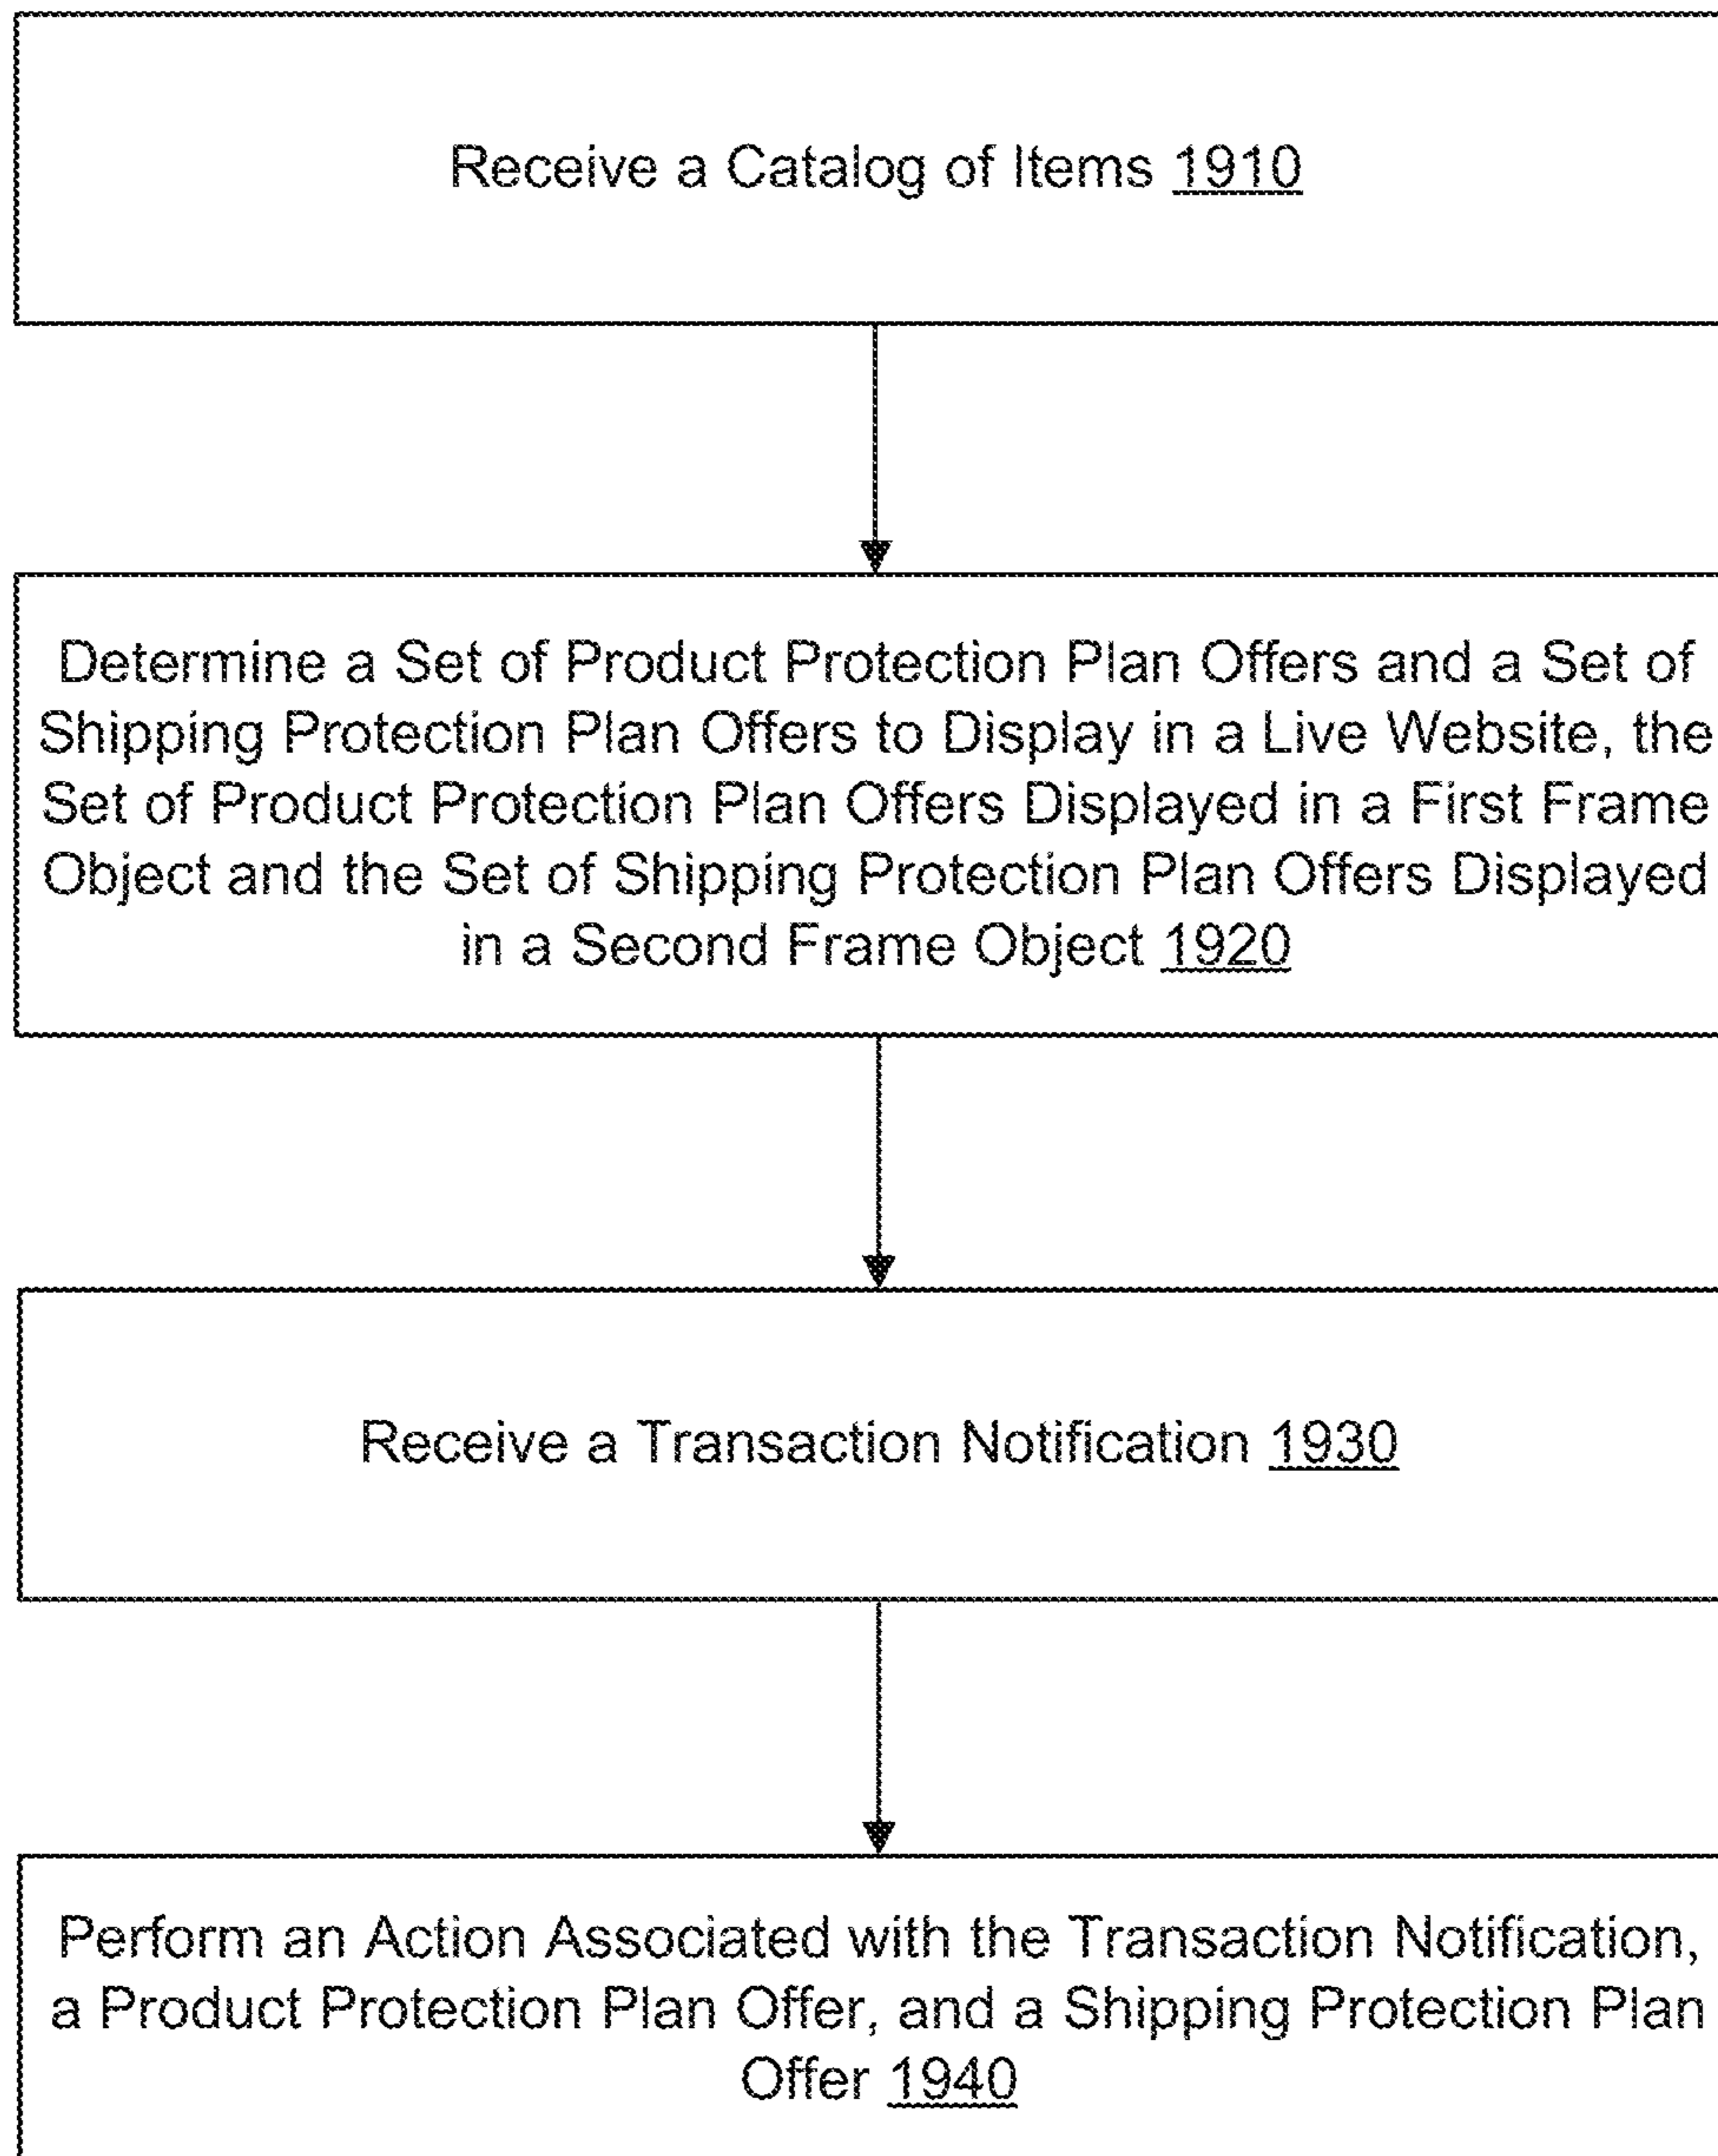 Receive a Catalog of Items 1910
Determine a Set of Product Protection Plan Offers and a Set of
Shipping Protection Plan Offers to Display in a Live Website, the
Set of Product Protection Plan Offers Displayed in a First Frame
Object and the Set of Shipping Protection Plan Offers Displayed
in a Second Frame Object 1920
Receive a Transaction Notification 1930
Perform an Action Associated with the Transaction Notification,
a Product Protection Plan Offer, and a Shipping Protection Plan
Offer 1940